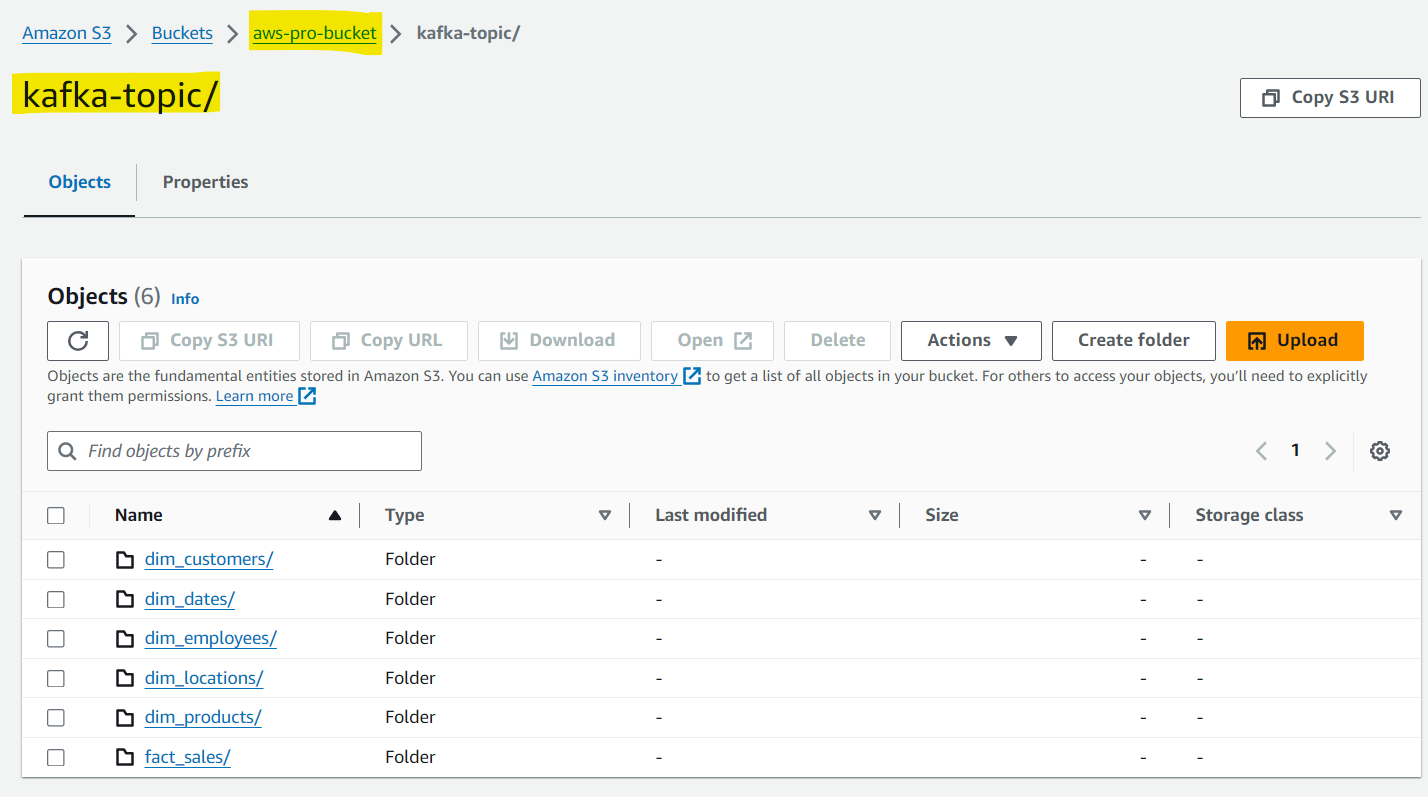 Amazon S3 > Buckets > aws-pro-bucket > kafka-topic/
kafka-topic/
Copy S3 URI
Objects Properties
Objects (6) Info
Copy S3 URI Copy URL Download Open Delete Actions Create folder Upload
Objects are the fundamental entities stored in Amazon S3. You can use Amazon S3 inventory to get a list of all objects in your bucket. For others to access your objects, you'll need to explicitly
grant them permissions. Learn more
Find objects by prefix
1
Name Type Last modified Size Storage class
dim_customers/ Folder - - -
dim_dates/ Folder - - -
dim_employees/ Folder - - -
dim_locations/ Folder - - -
dim_products/ Folder - - -
fact_sales/ Folder - - -